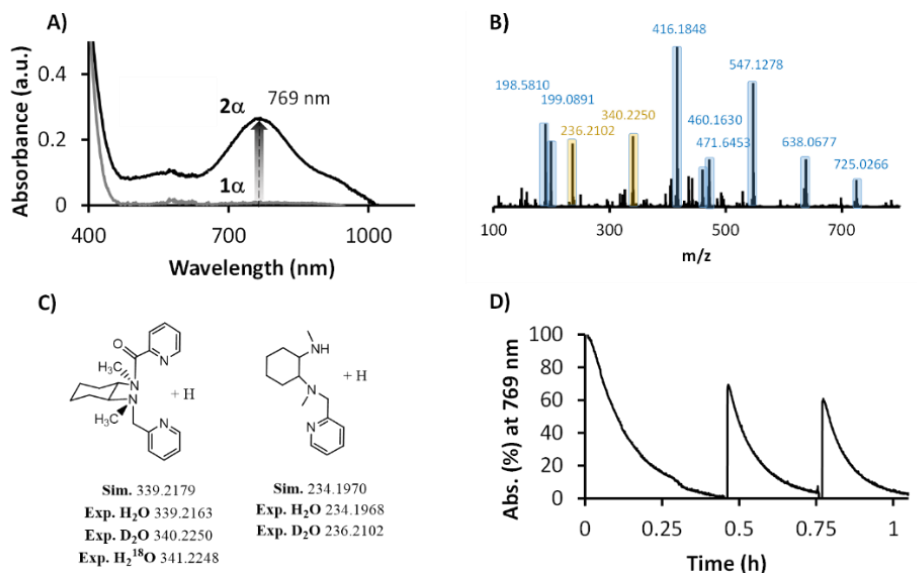 A)
Absorbance (a.u.)
0.4
0.2
0
2α
769 nm
1α
400
700
1000
Wavelength (nm)
B)
416.1848
547.1278
198.5810
199.0891
340.2250
236.2102
460.1630
471.6453
638.0677
725.0266
100
300
500
700
m/z
C)
O
N
H₃C
N
N
H₃C
N
+ H
NH
N
N
+ H
Sim. 339.2179
Exp. H₂O 339.2163
Exp. D₂O 340.2250
Exp. H₂¹⁸O 341.2248
Sim. 234.1970
Exp. H₂O 234.1968
Exp. D₂O 236.2102
D)
Abs. (%) at 769 nm
100
80
60
40
20
0
0
0.25
0.5
0.75
1
Time (h)